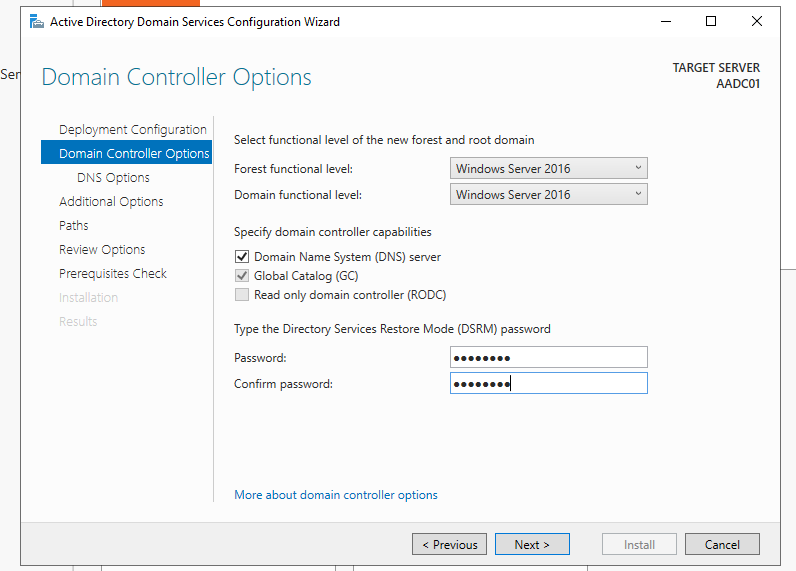 Active Directory Domain Services Configuration Wizard
Ser
Domain Controller Options
TARGET SERVER
AADC01
Deployment Configuration
Domain Controller Options
DNS Options
Additional Options
Paths
Review Options
Prerequisites Check
Installation
Results
Select functional level of the new forest and root domain
Forest functional level:
Windows Server 2016
Domain functional level:
Windows Server 2016
Specify domain controller capabilities
Domain Name System (DNS) server
Global Catalog (GC)
Read only domain controller (RODC)
Type the Directory Services Restore Mode (DSRM) password
Password:
●●●●●●●●
Confirm password:
●●●●●●●●
More about domain controller options
< Previous
Next >
Install
Cancel